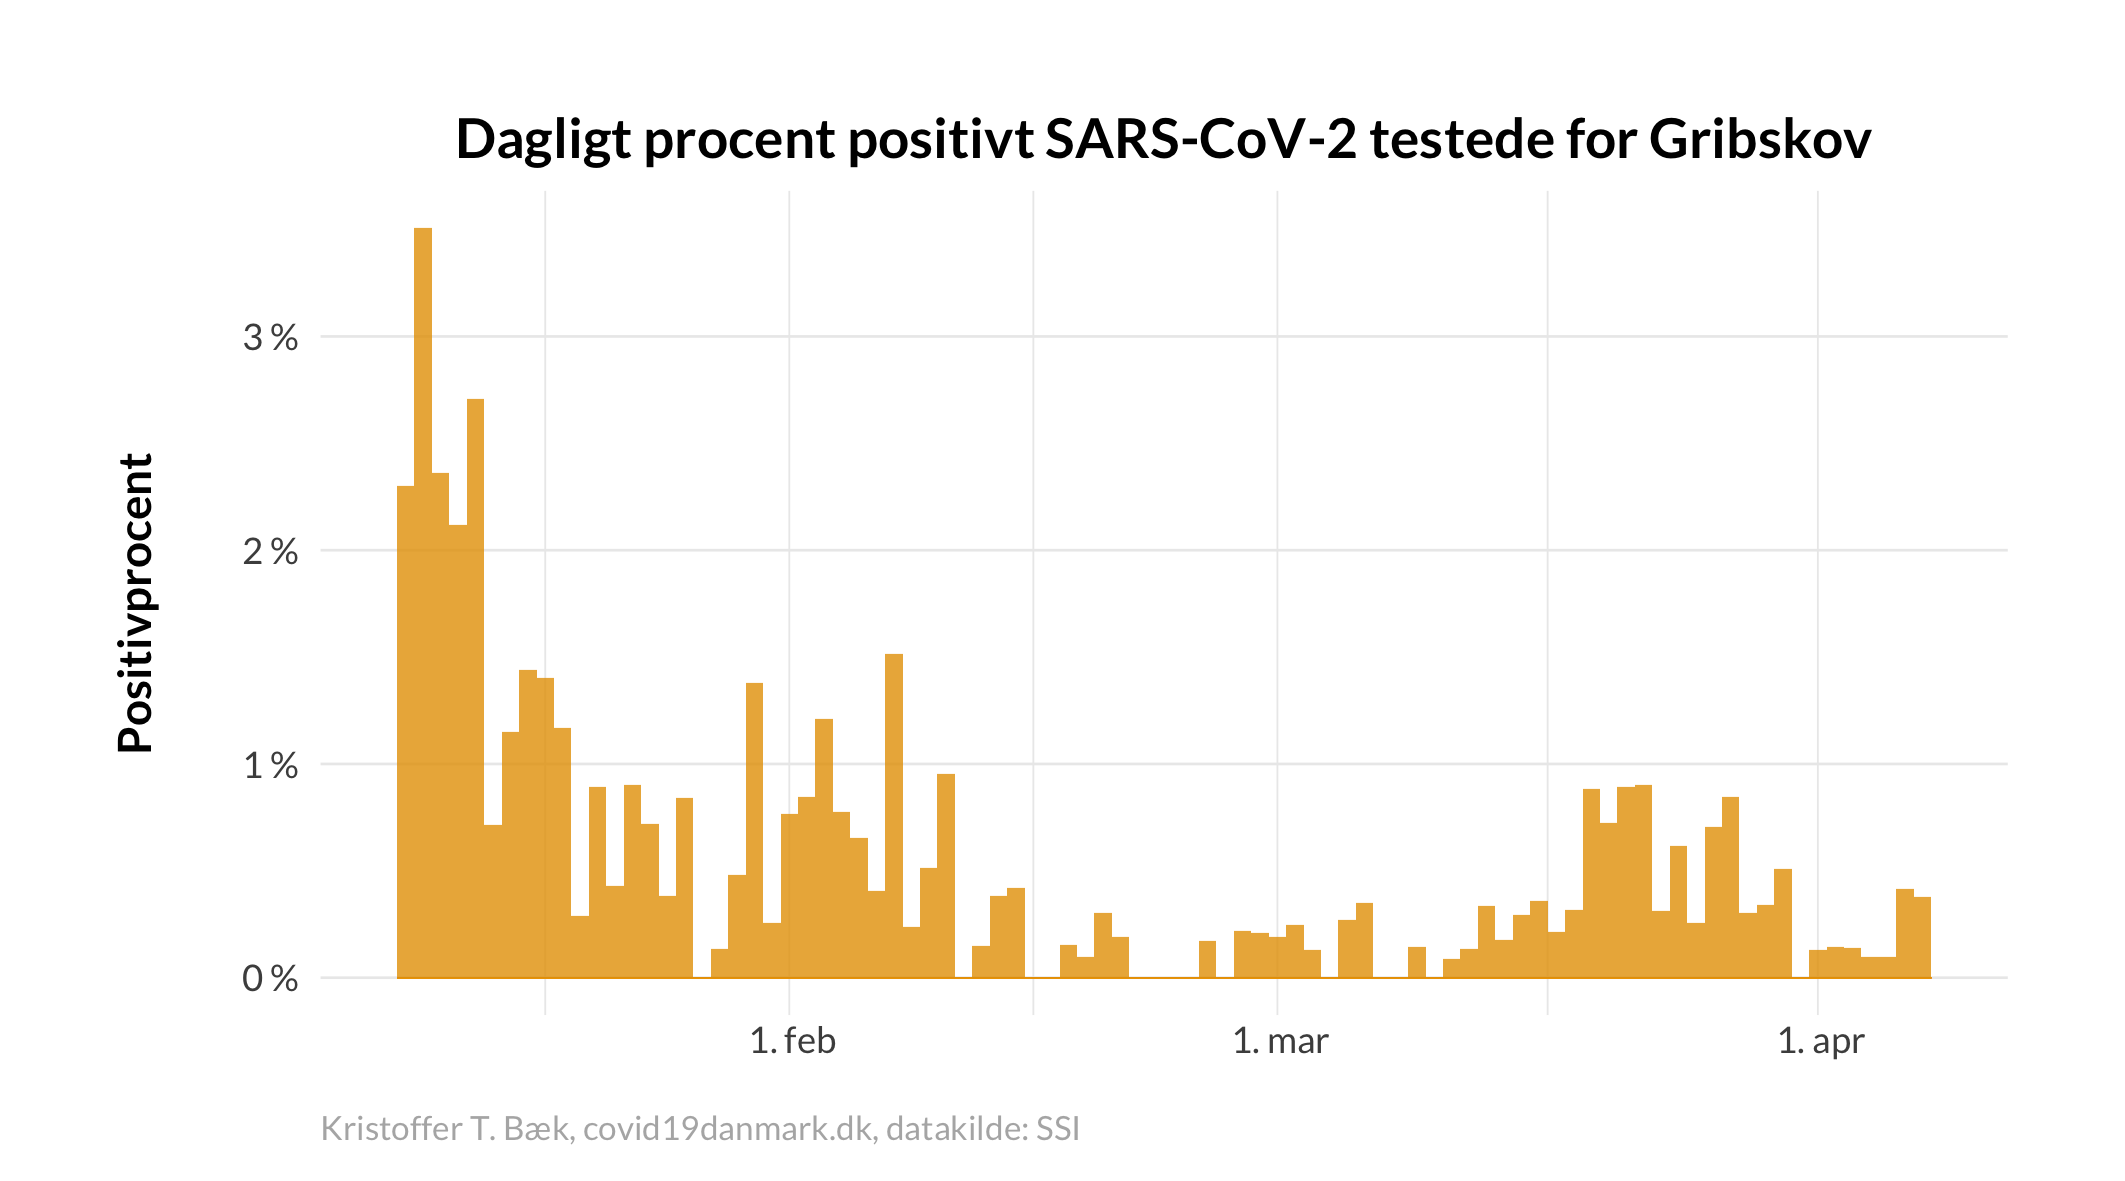 Dagligt procent positivt SARS-CoV-2 testede for Gribskov
Positivprocent
3 %
2 %
1 %
0 %
1. feb
1. mar
1. apr
Kristoffer T. Bæk, covid19danmark.dk, datakilde: SSI